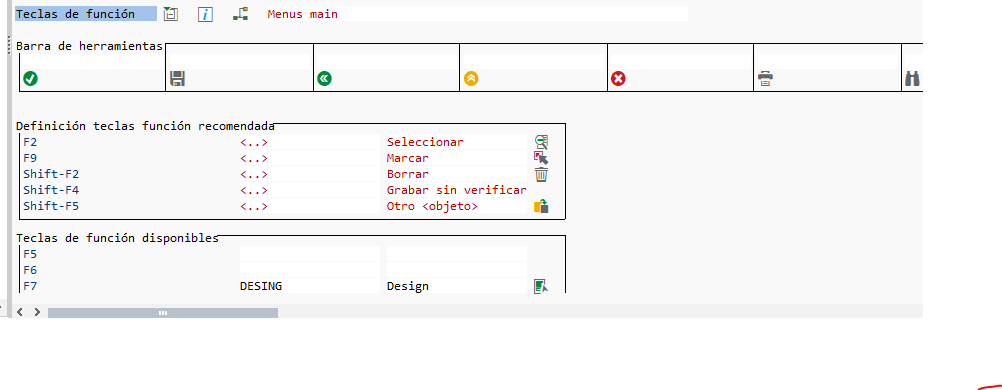 Teclas de función Menus main
Barra de herramientas
Definición teclas función recomendada
F2 <..> Seleccionar
F9 <..> Marcar
Shift-F2 <..> Borrar
Shift-F4 <..> Grabar sin verificar
Shift-F5 <..> Otro <objeto>
Teclas de función disponibles
F5
F6
F7 DESING Design